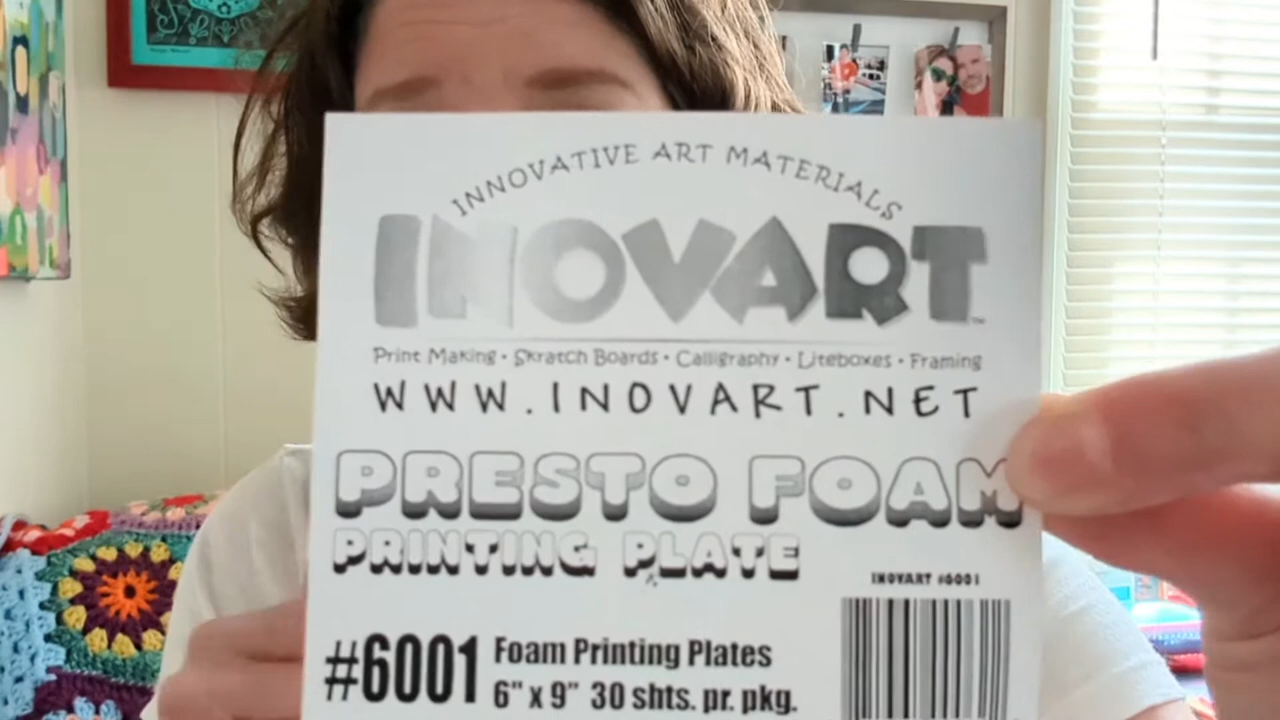 INNOVATIVE ART MATERIALS
INOVART™
Print Making • Skratch Boards • Calligraphy • Liteboxes • Framing
WWW.INOVART.NET
PRESTO FOAM
PRINTING PLATE
INOVART #6001
#6001 Foam Printing Plates
6" x 9" 30 shts. pr. pkg.